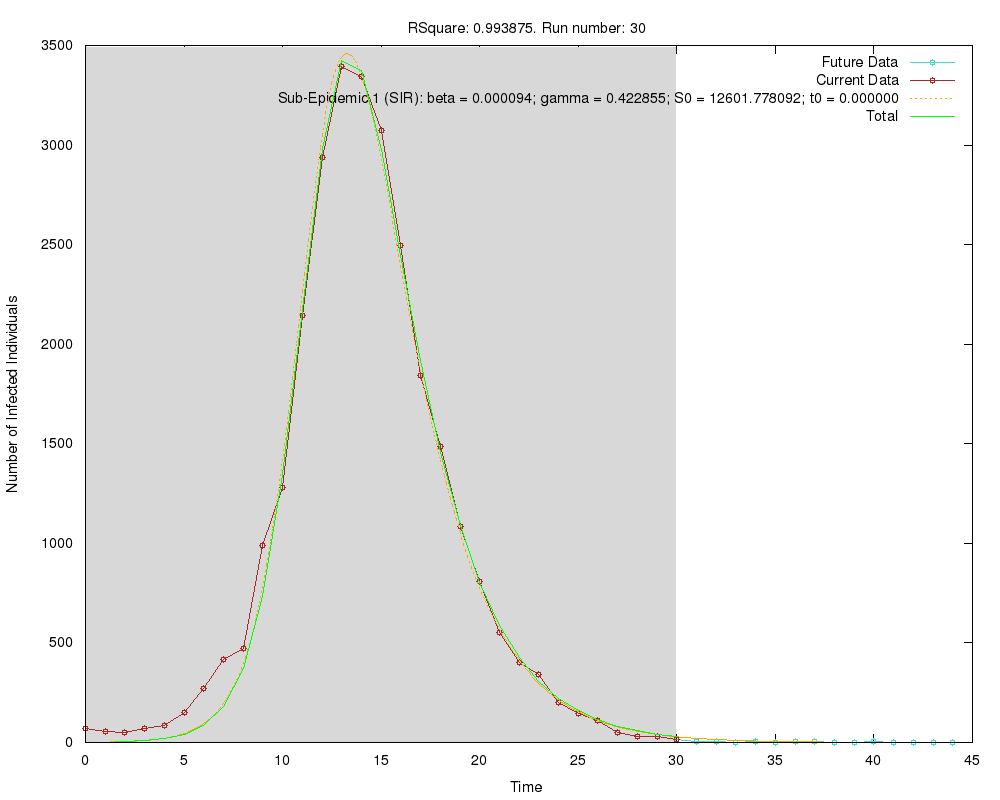 RSquare: 0.993875. Run number: 30
3500
3000
2500
2000
1500
1000
500
0
Number of Infected Individuals
Future Data
Current Data
Sub-Epidemic 1 (SIR): beta = 0.000094; gamma = 0.422855; S0 = 12601.778092; t0 = 0.000000
Total
0 5 10 15 20 25 30 35 40 45
Time